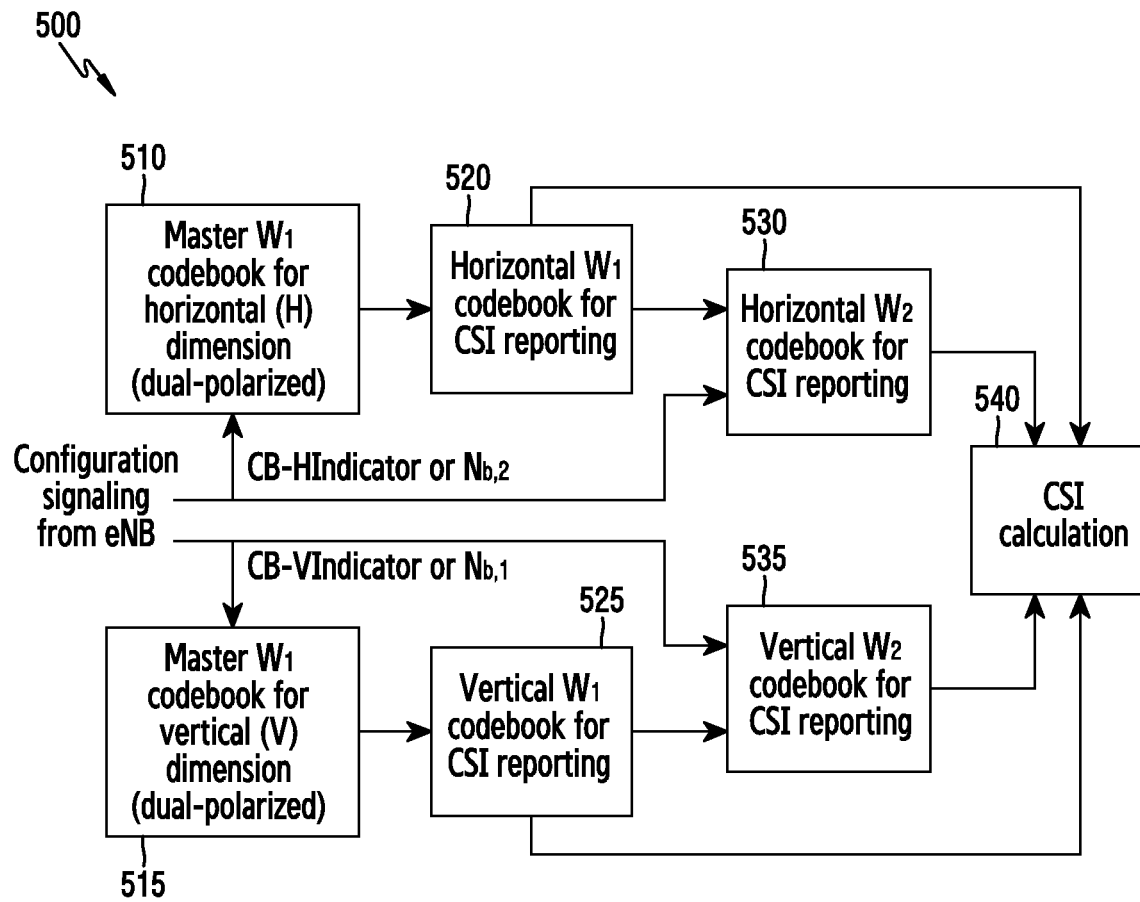 500
510
Master W1
codebook for
horizontal (H)
dimension
(dual-polarized)
520
Horizontal W1
codebook for
CSI reporting
530
Horizontal W2
codebook for
CSI reporting
540
CSI
calculation
Configuration
signaling
from eNB
CB-HIndicator or Nb,2
CB-VIndicator or Nb,1
515
Master W1
codebook for
vertical (V)
dimension
(dual-polarized)
525
Vertical W1
codebook for
CSI reporting
535
Vertical W2
codebook for
CSI reporting